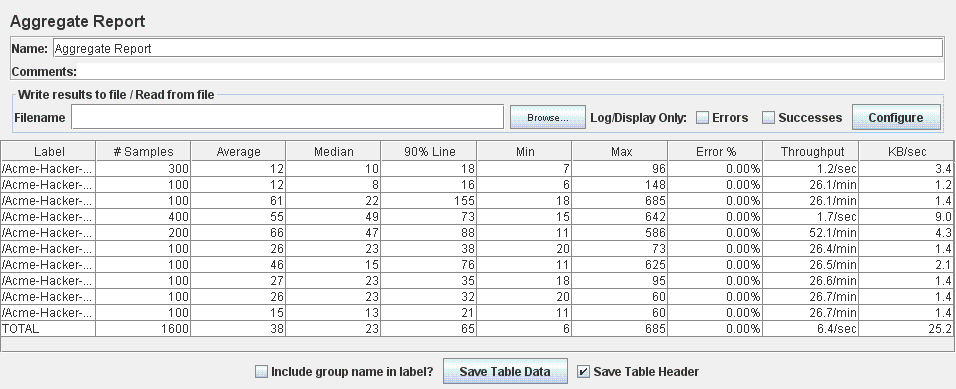 Aggregate Report
Name: Aggregate Report
Comments:
Write results to file / Read from file
Filename Browse... Log/Display Only: Errors Successes Configure
Label # Samples Average Median 90% Line Min Max Error % Throughput KB/sec
/Acme-Hacker-... 300 12 10 18 7 96 0.00% 1.2/sec 3.4
/Acme-Hacker-... 100 12 8 16 6 148 0.00% 26.1/min 1.2
/Acme-Hacker-... 100 61 22 155 18 685 0.00% 26.1/min 1.4
/Acme-Hacker-... 400 55 49 73 15 642 0.00% 1.7/sec 9.0
/Acme-Hacker-... 200 66 47 88 11 586 0.00% 52.1/min 4.3
/Acme-Hacker-... 100 26 23 38 20 73 0.00% 26.4/min 1.4
/Acme-Hacker-... 100 46 15 76 11 625 0.00% 26.5/min 2.1
/Acme-Hacker-... 100 27 23 35 18 95 0.00% 26.6/min 1.4
/Acme-Hacker-... 100 26 23 32 20 60 0.00% 26.7/min 1.4
/Acme-Hacker-... 100 15 13 21 11 60 0.00% 26.7/min 1.4
TOTAL 1600 38 23 65 6 685 0.00% 6.4/sec 25.2
Include group name in label? Save Table Data Save Table Header